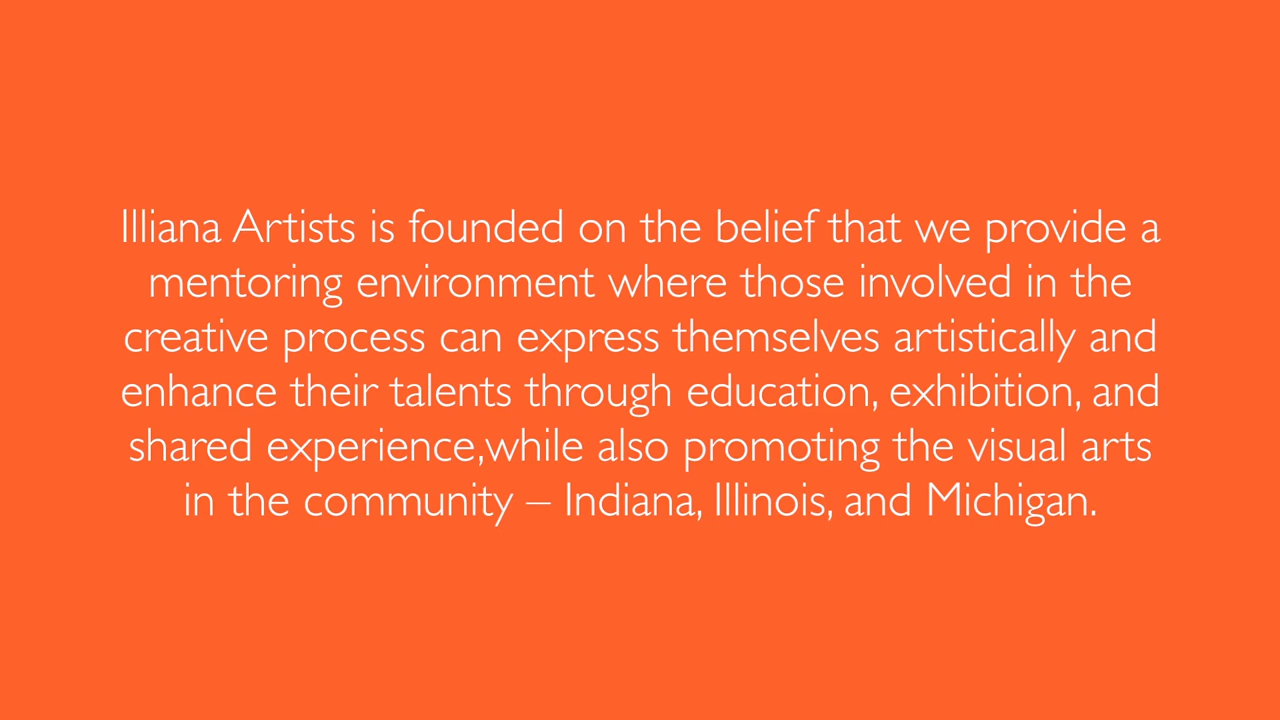 Illiana Artists is founded on the belief that we provide a
mentoring environment where those involved in the
creative process can express themselves artistically and
enhance their talents through education, exhibition, and
shared experience,while also promoting the visual arts
in the community – Indiana, Illinois, and Michigan.